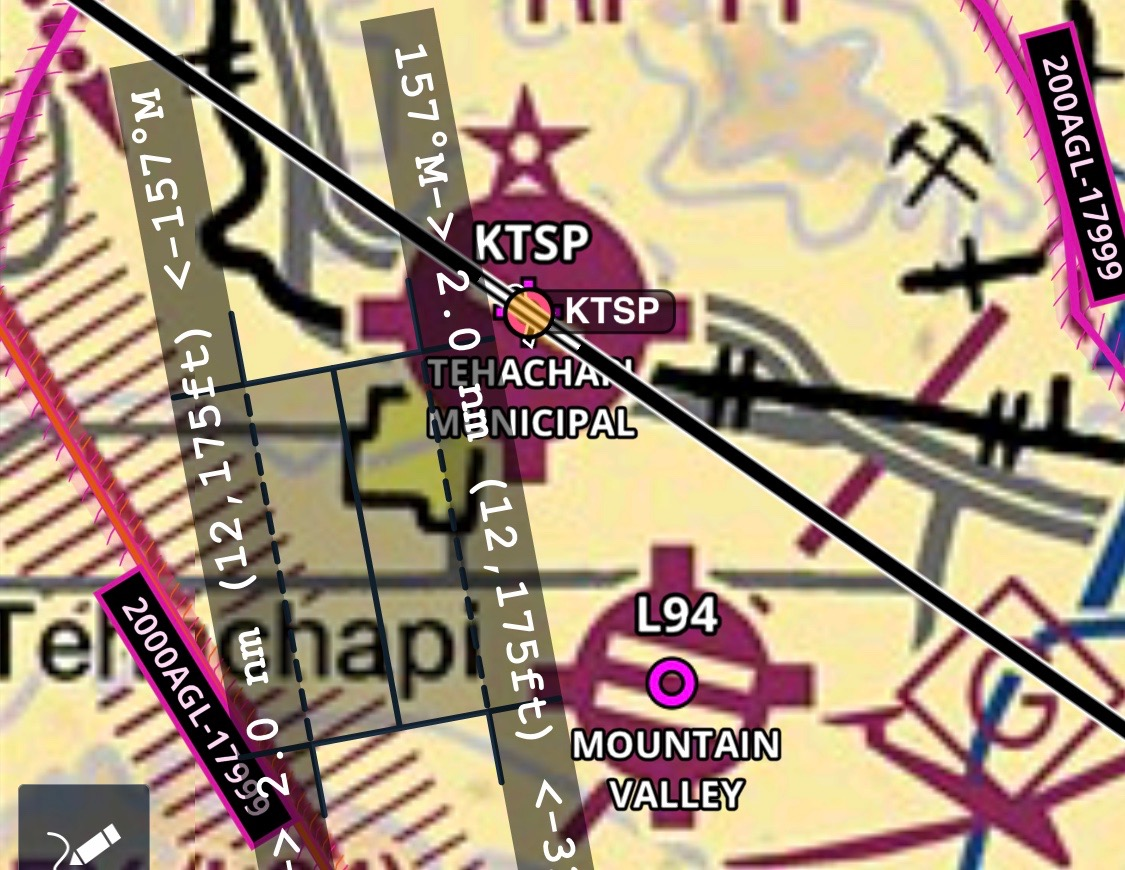 <-157°M
2.0 nm (12,175ft)
157°M->
2.0 nm (12,175ft)
<-3
200AGL-17999
KTSP
KTSP
TEHACHAPI
MUNICIPAL
L94
MOUNTAIN
VALLEY
Tehachapi
2000AGL-17999
G